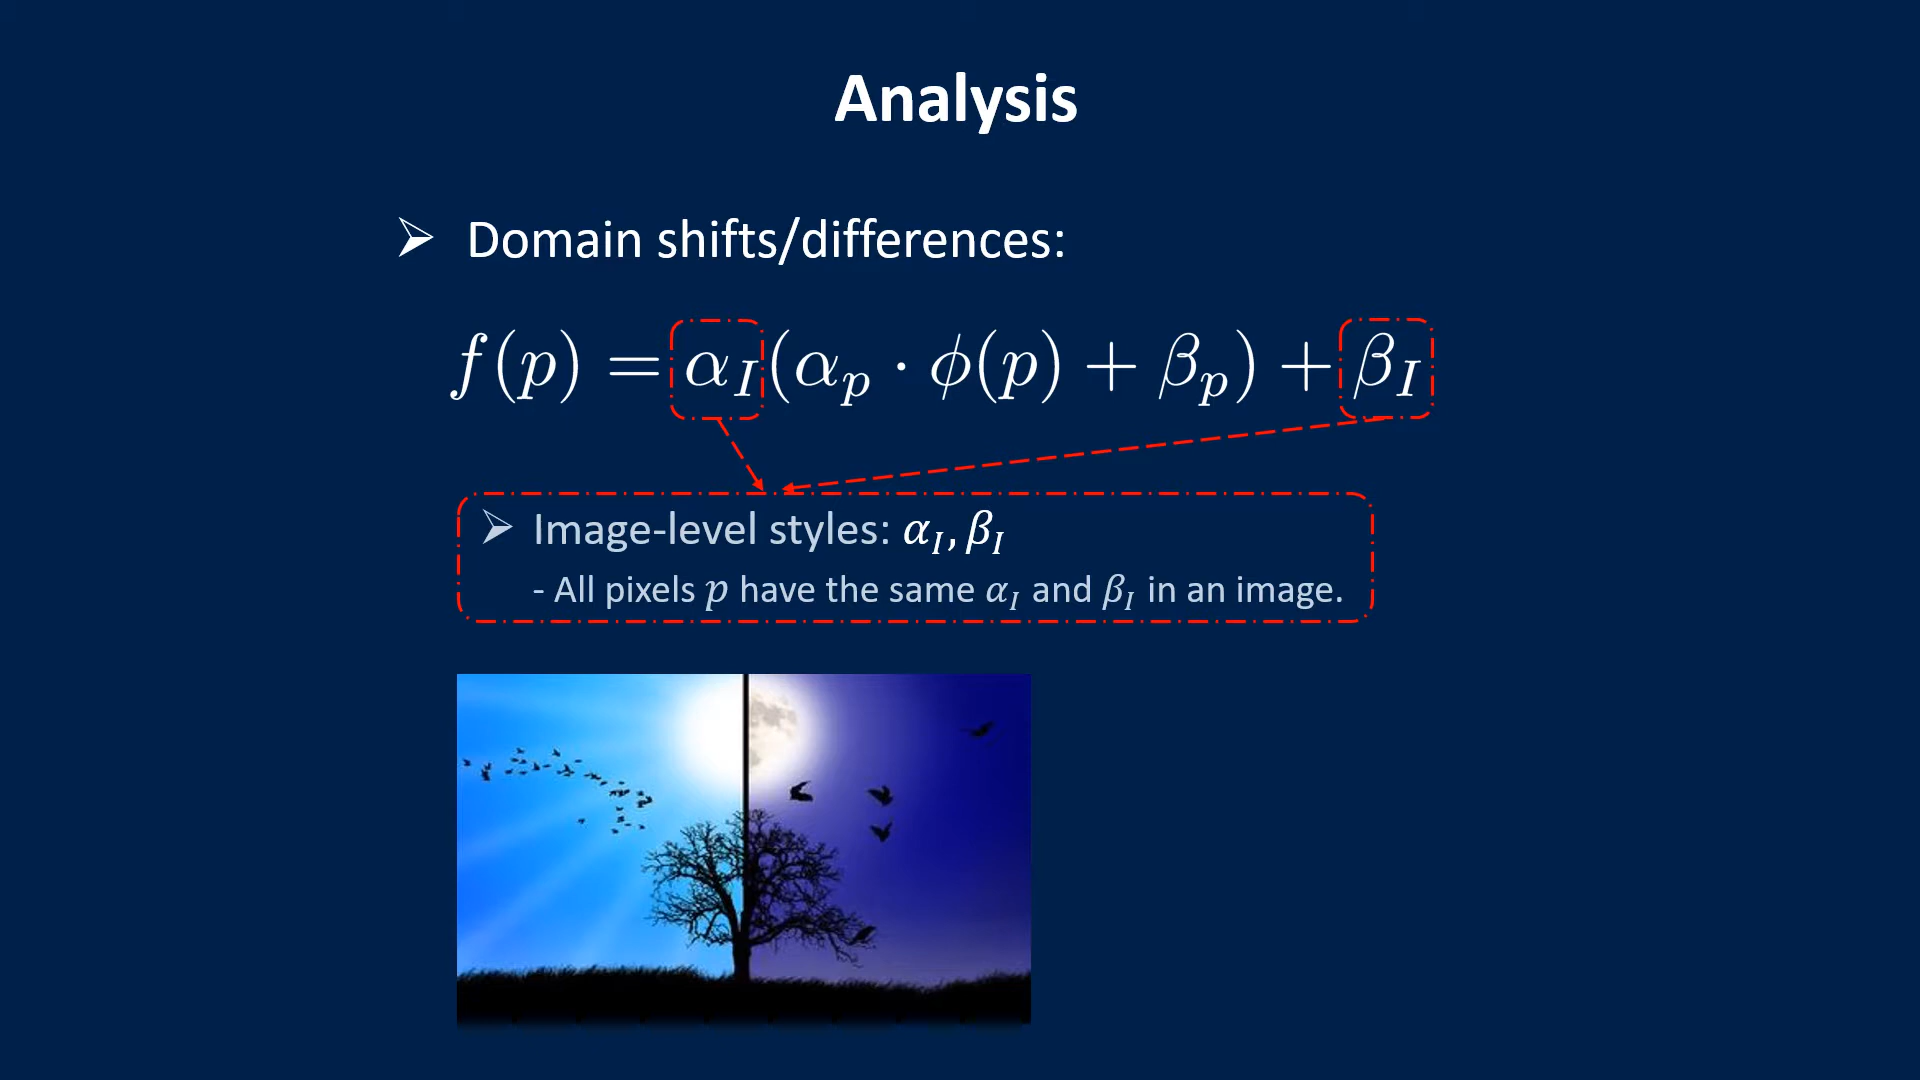 Analysis
➢ Domain shifts/differences:
f(p) = α_I(α_p · ϕ(p) + β_p) + β_I
➢ Image-level styles: α_I, β_I
- All pixels p have the same α_I and β_I in an image.